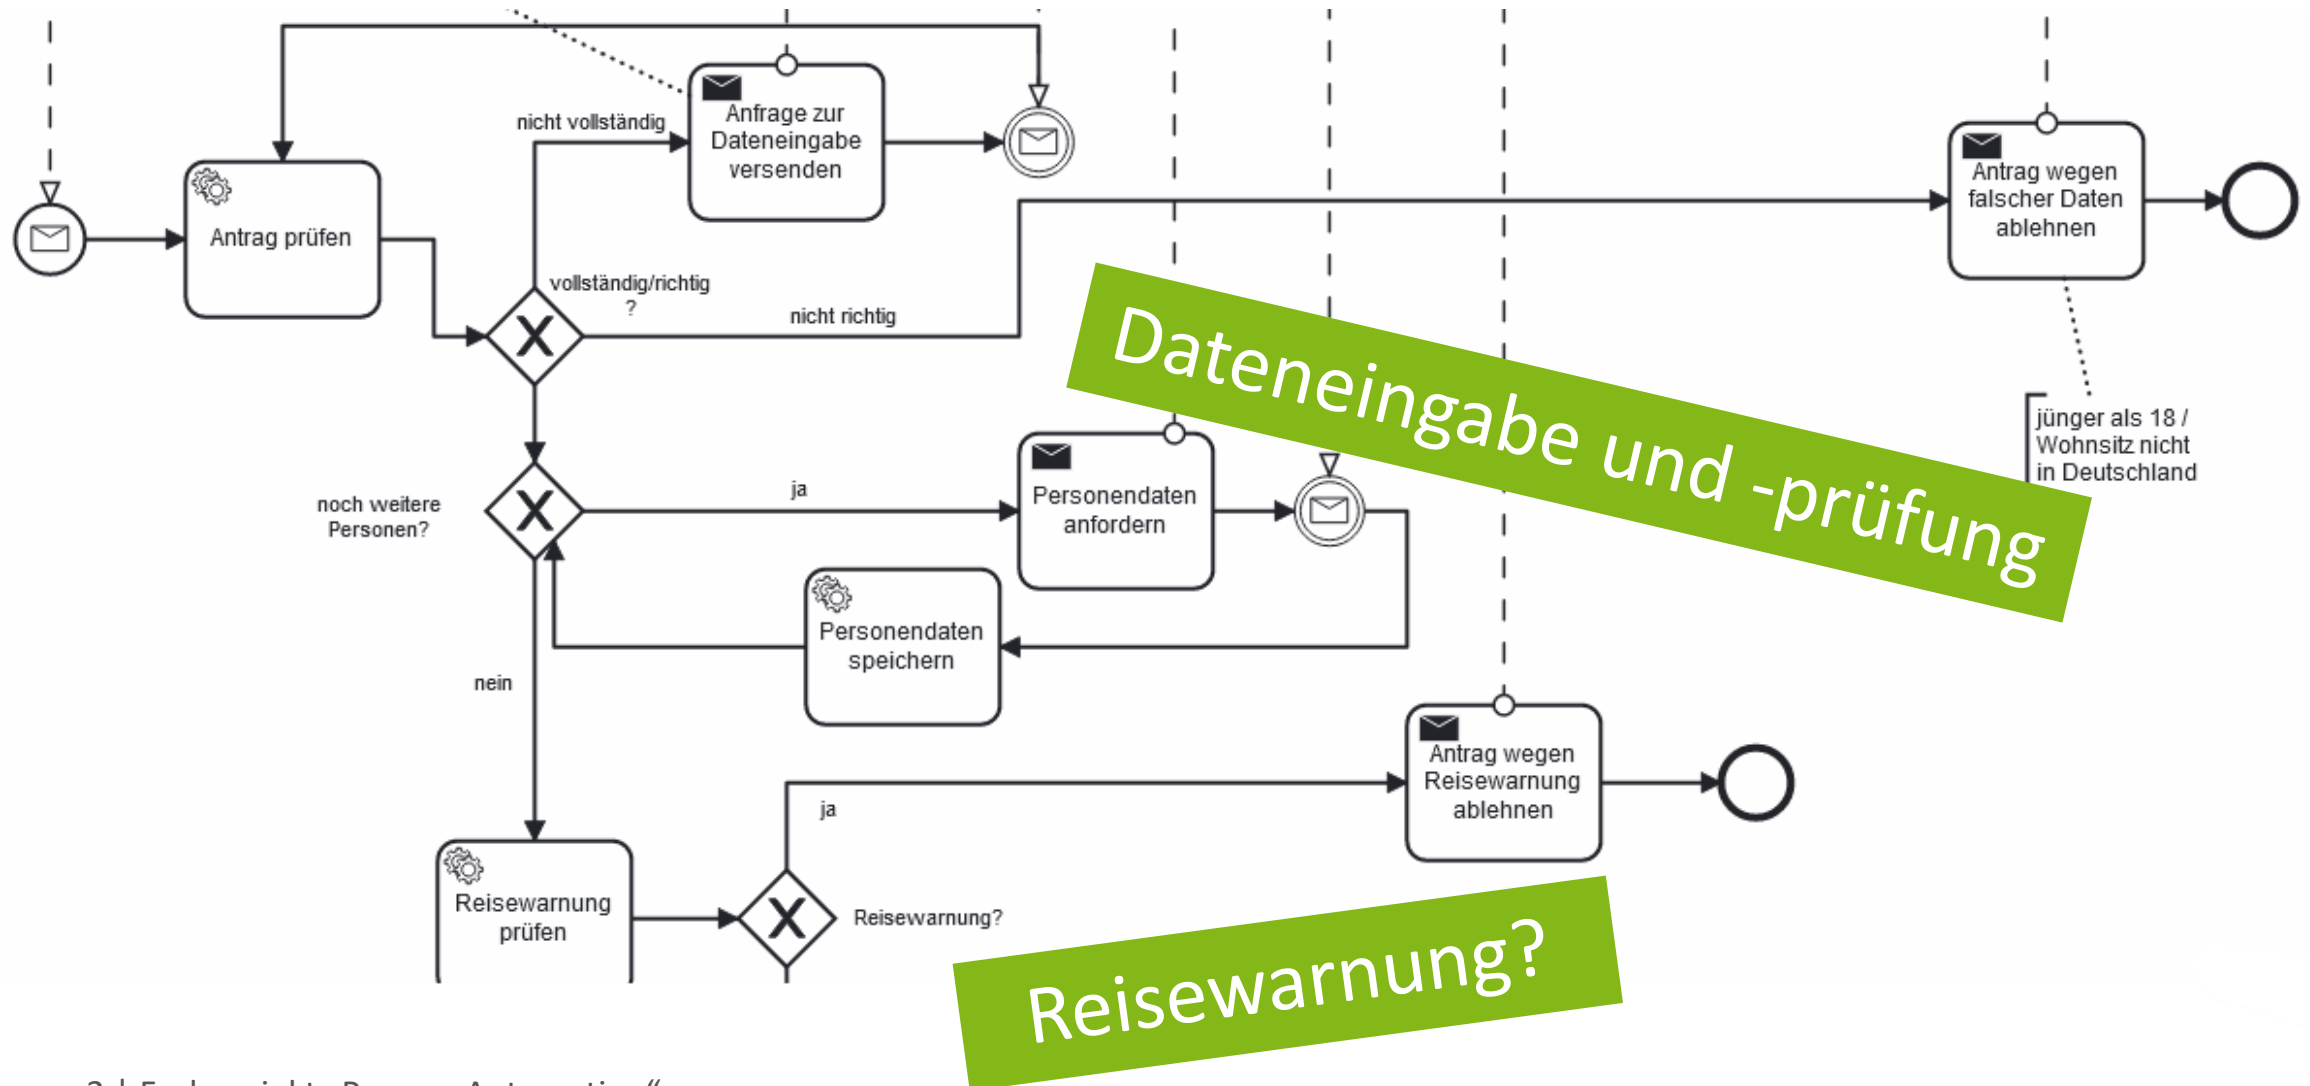 Anfrage zur
Dateneingabe
versenden
nicht vollständig
Antrag wegen
falscher Daten
ablehnen
Antrag prüfen
vollständig/richtig
?
nicht richtig
Dateneingabe und -prüfung
jünger als 18 /
Wohnsitz nicht
in Deutschland
noch weitere
Personen?
ja
Personendaten
anfordern
Personendaten
speichern
nein
Antrag wegen
Reisewarnung
ablehnen
ja
Reisewarnung
prüfen
Reisewarnung?
Reisewarnung?